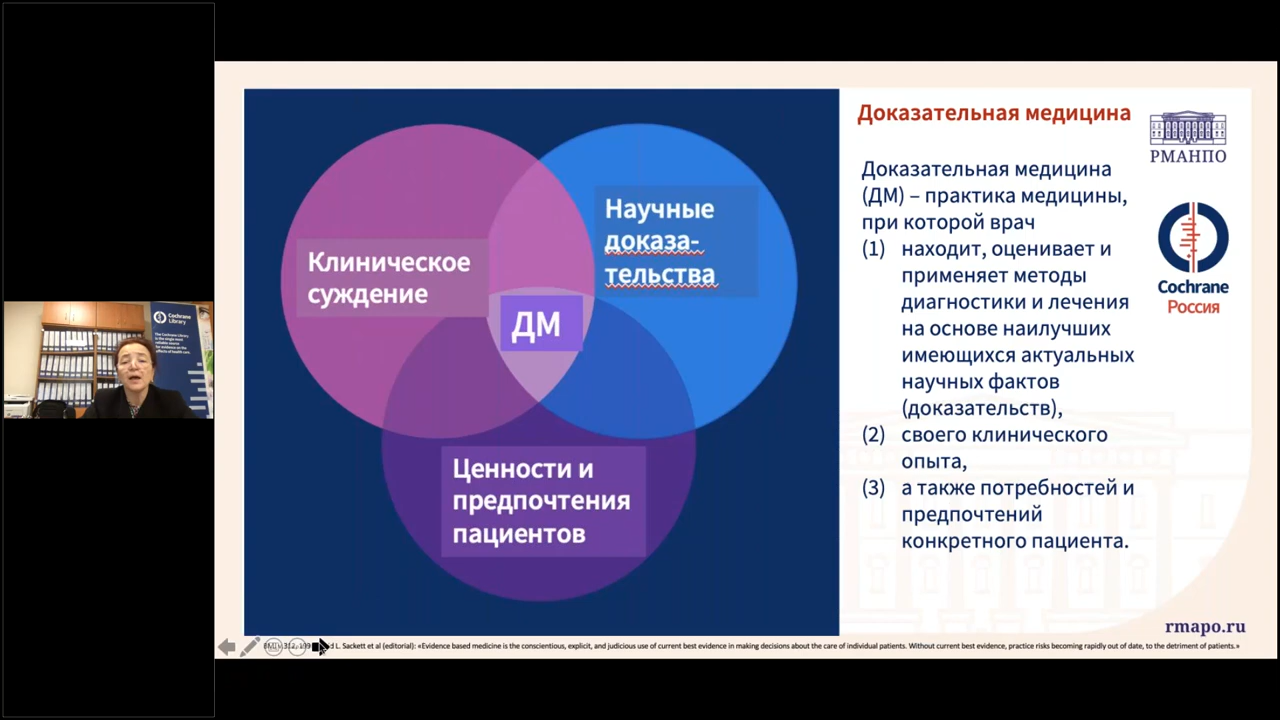 Доказательная медицина
РМАНПО
Cochrane
Россия
Клиническое
суждение
Научные
доказа-
тельства
ДМ
Ценности и
предпочтения
пациентов
Доказательная медицина
(ДМ) – практика медицины,
при которой врач
(1) находит, оценивает и
применяет методы
диагностики и лечения
на основе наилучших
имеющихся актуальных
научных фактов
(доказательств),
(2) своего клинического
опыта,
(3) а также потребностей и
предпочтений
конкретного пациента.
rmapo.ru
L. Sackett et al (editorial): «Evidence based medicine is the conscientious, explicit, and judicious use of current best evidence in making decisions about the care of individual patients. Without current best evidence, practice risks becoming rapidly out of date, to the detriment of patients.»
Cochrane
Library